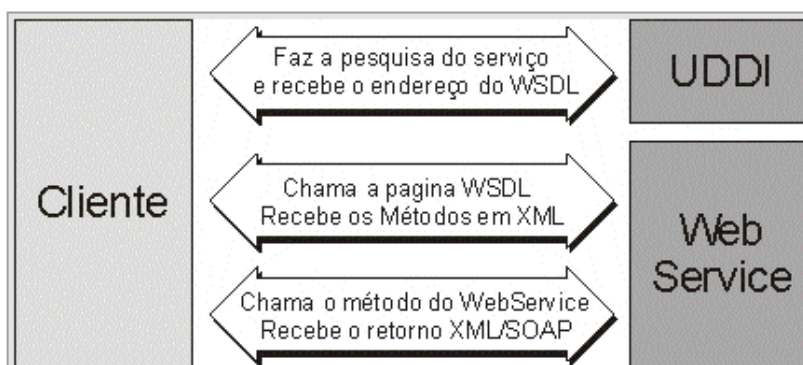 Cliente
Faz a pesquisa do serviço
e recebe o endereço do WSDL
UDDI
Chama a pagina WSDL
Recebe os Métodos em XML
Chama o método do WebService
Recebe o retorno XML/SOAP
Web
Service